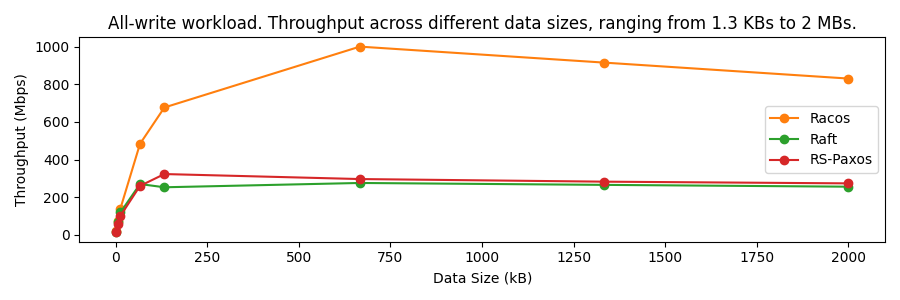 All-write workload. Throughput across different data sizes, ranging from 1.3 KBs to 2 MBs.
Throughput (Mbps)
1000
800
600
400
200
0
Racos
Raft
RS-Paxos
0 250 500 750 1000 1250 1500 1750 2000
Data Size (kB)